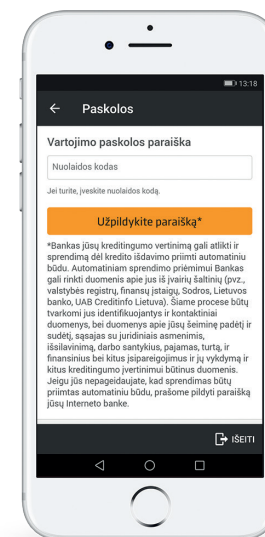 13:18
Paskolos
Vartojimo paskolos paraiška
Nuolaidos kodas
Jei turite, įveskite nuolaidos kodą.
Užpildykite paraišką*
*Bankas jūsų kreditingumo vertinimą gali atlikti ir
sprendimą dėl kredito išdavimo priimti automatiniu
būdu. Automatiniam sprendimo priėmimui Bankas
gali rinkti duomenis apie jus iš įvairių šaltinių (pvz.,
valstybės registrų, finansų įstaigų, Sodros, Lietuvos
banko, UAB Creditinfo Lietuva). Šiame procese būtų
tvarkomi jus identifikuojantys ir kontaktiniai
duomenys, bei duomenys apie jūsų šeiminę padėtį ir
sudėtį, sąsajas su juridiniais asmenimis,
išsilavinimą, darbo santykius, pajamas, turtą, ir
finansinius bei kitus įsipareigojimus ir jų vykdymą ir
kitus kreditingumo įvertinimui būtinus duomenis.
Jeigu jūs nepageidaujate, kad sprendimas būtų
priimtas automatiniu būdu, prašome pildyti paraišką
jūsų Interneto banke.
IŠEITI